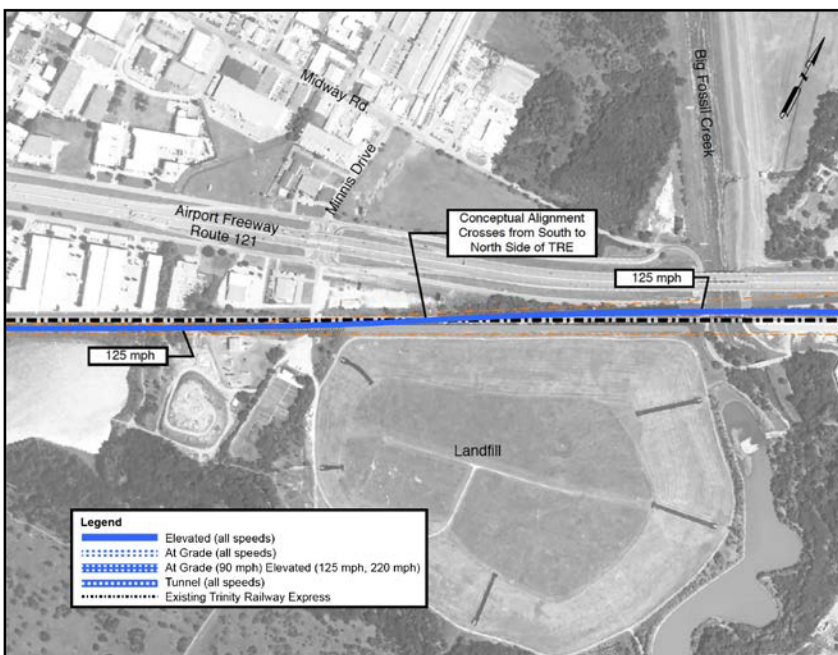 Midway Rd.
Big Fossil Creek
Minnis Drive
Airport Freeway
Route 121
Conceptual Alignment
Crosses from South to
North Side of TRE
125 mph
125 mph
Landfill
Legend
Elevated (all speeds)
At Grade (all speeds)
At Grade (90 mph) Elevated (125 mph, 220 mph)
Tunnel (all speeds)
Existing Trinity Railway Express